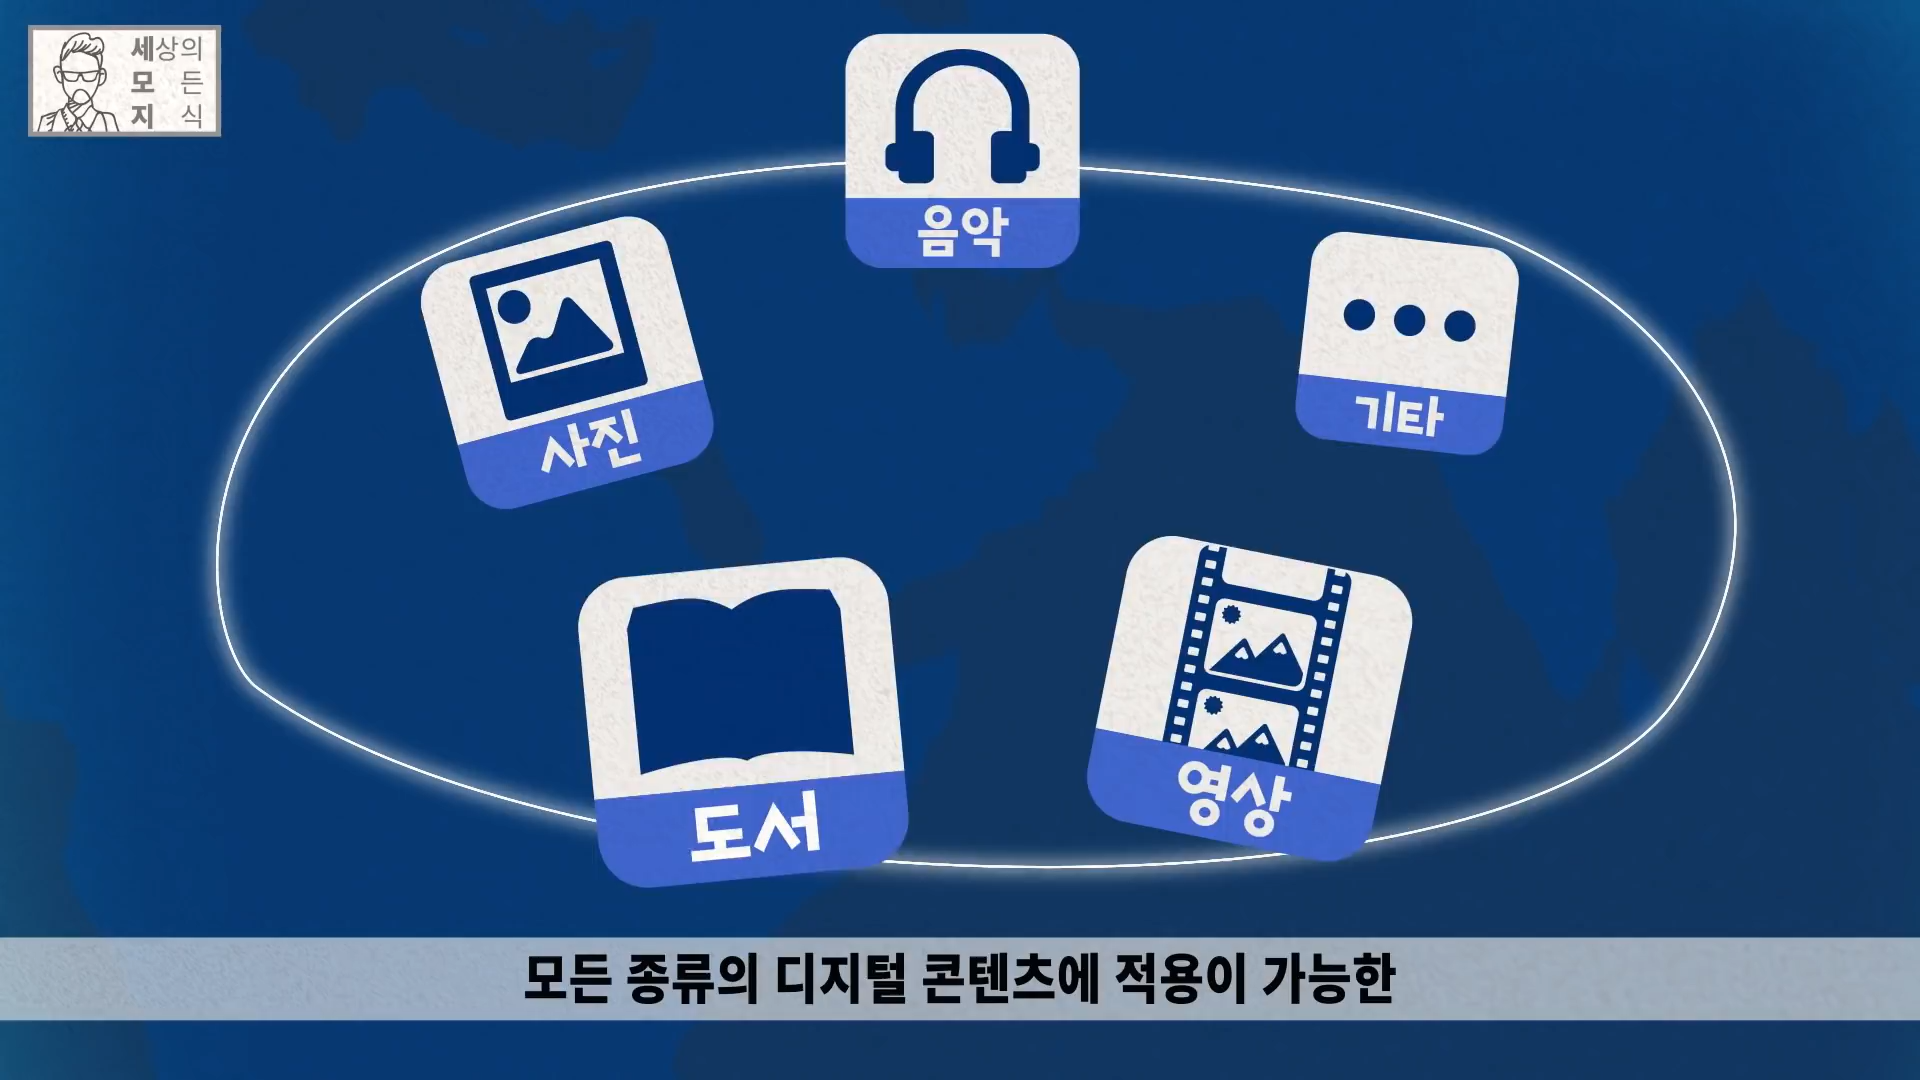 세상의
모든
지식
음악
사진
기타
도서
영상
모든 종류의 디지털 콘텐츠에 적용이 가능한